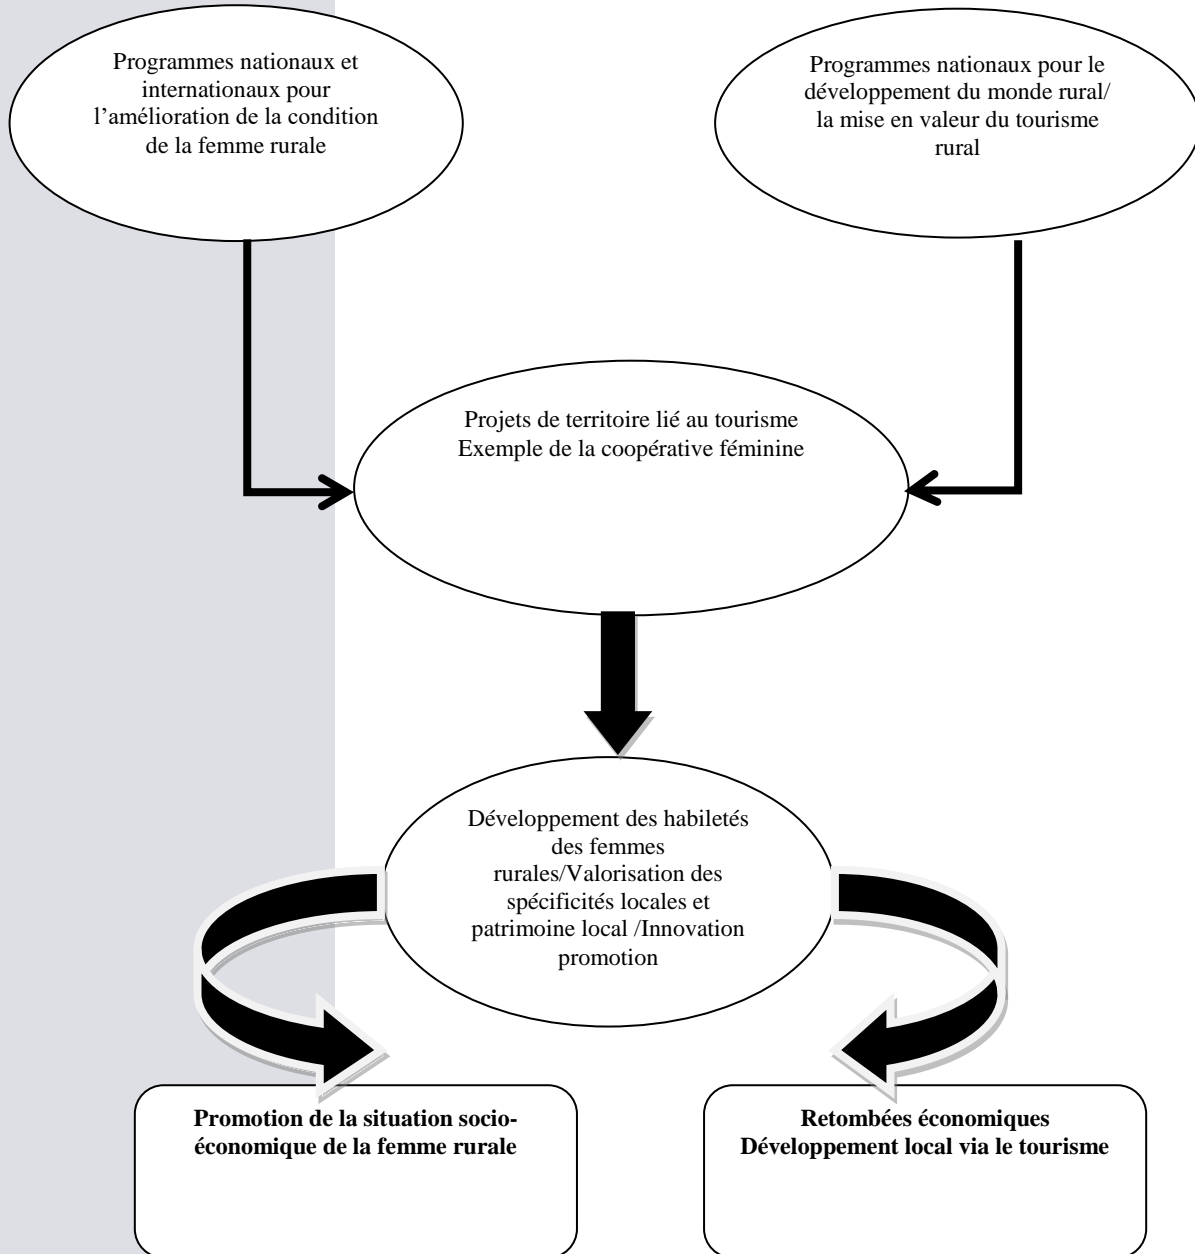 Programmes nationaux et
internationaux pour
l’amélioration de la condition
de la femme rurale
Programmes nationaux pour le
développement du monde rural/
la mise en valeur du tourisme
rural
Projets de territoire lié au tourisme
Exemple de la coopérative féminine
Développement des habiletés
des femmes
rurales/Valorisation des
spécificités locales et
patrimoine local /Innovation
promotion
Promotion de la situation socio-
économique de la femme rurale
Retombées économiques
Développement local via le tourisme